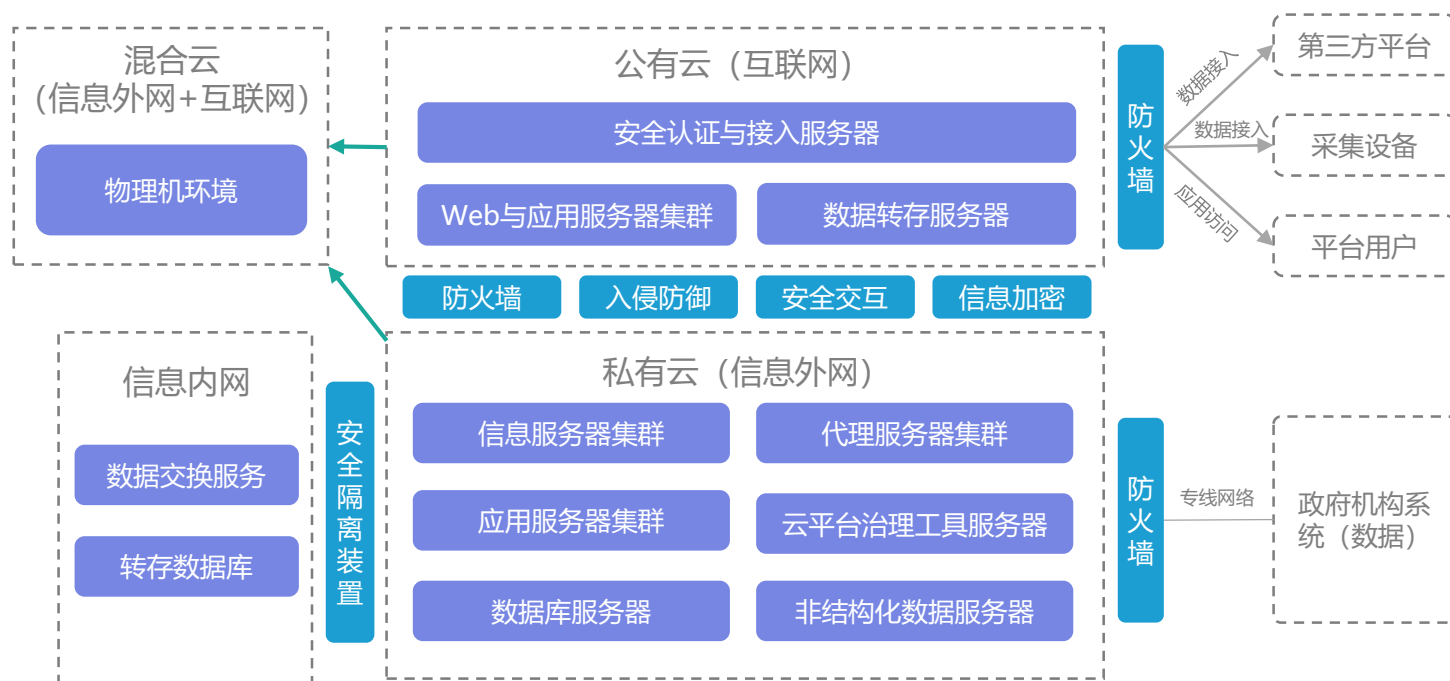 混合云
（信息外网+互联网）
物理机环境
公有云（互联网）
安全认证与接入服务器
Web与应用服务器集群
数据转存服务器
防火墙
数据接入
数据接入
应用访问
第三方平台
采集设备
平台用户
防火墙
入侵防御
安全交互
信息加密
信息内网
数据交换服务
转存数据库
安全隔离装置
私有云（信息外网）
信息服务器集群
代理服务器集群
应用服务器集群
云平台治理工具服务器
数据库服务器
非结构化数据服务器
防火墙
专线网络
政府机构系
统（数据）